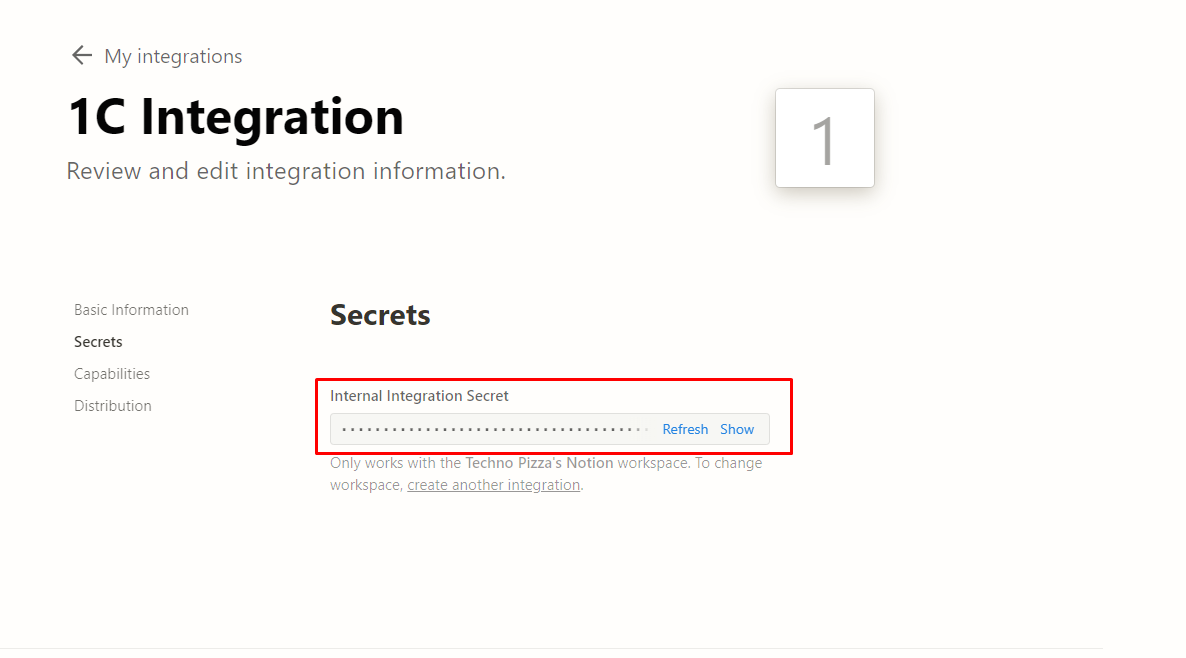 ← My integrations
1C Integration
1
Review and edit integration information.
Basic Information
Secrets
Capabilities
Distribution
Secrets
Internal Integration Secret
Refresh Show
Only works with the Techno Pizza's Notion workspace. To change
workspace, create another integration.